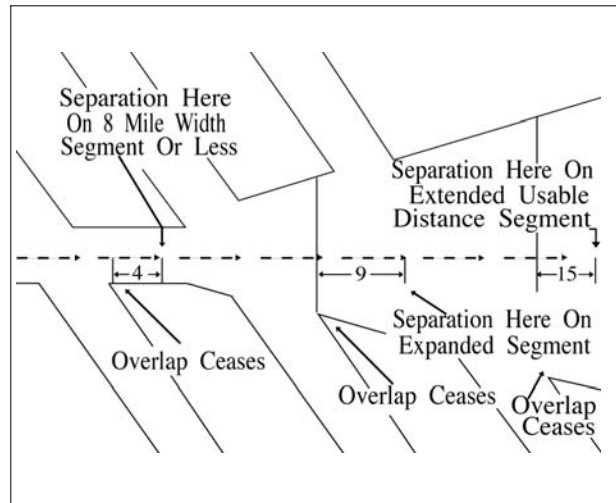 Separation Here
On 8 Mile Width
Segment Or Less
Separation Here On
Extended Usable
Distance Segment
4
9
15
Separation Here On
Expanded Segment
Overlap Ceases
Overlap Ceases
Overlap
Ceases